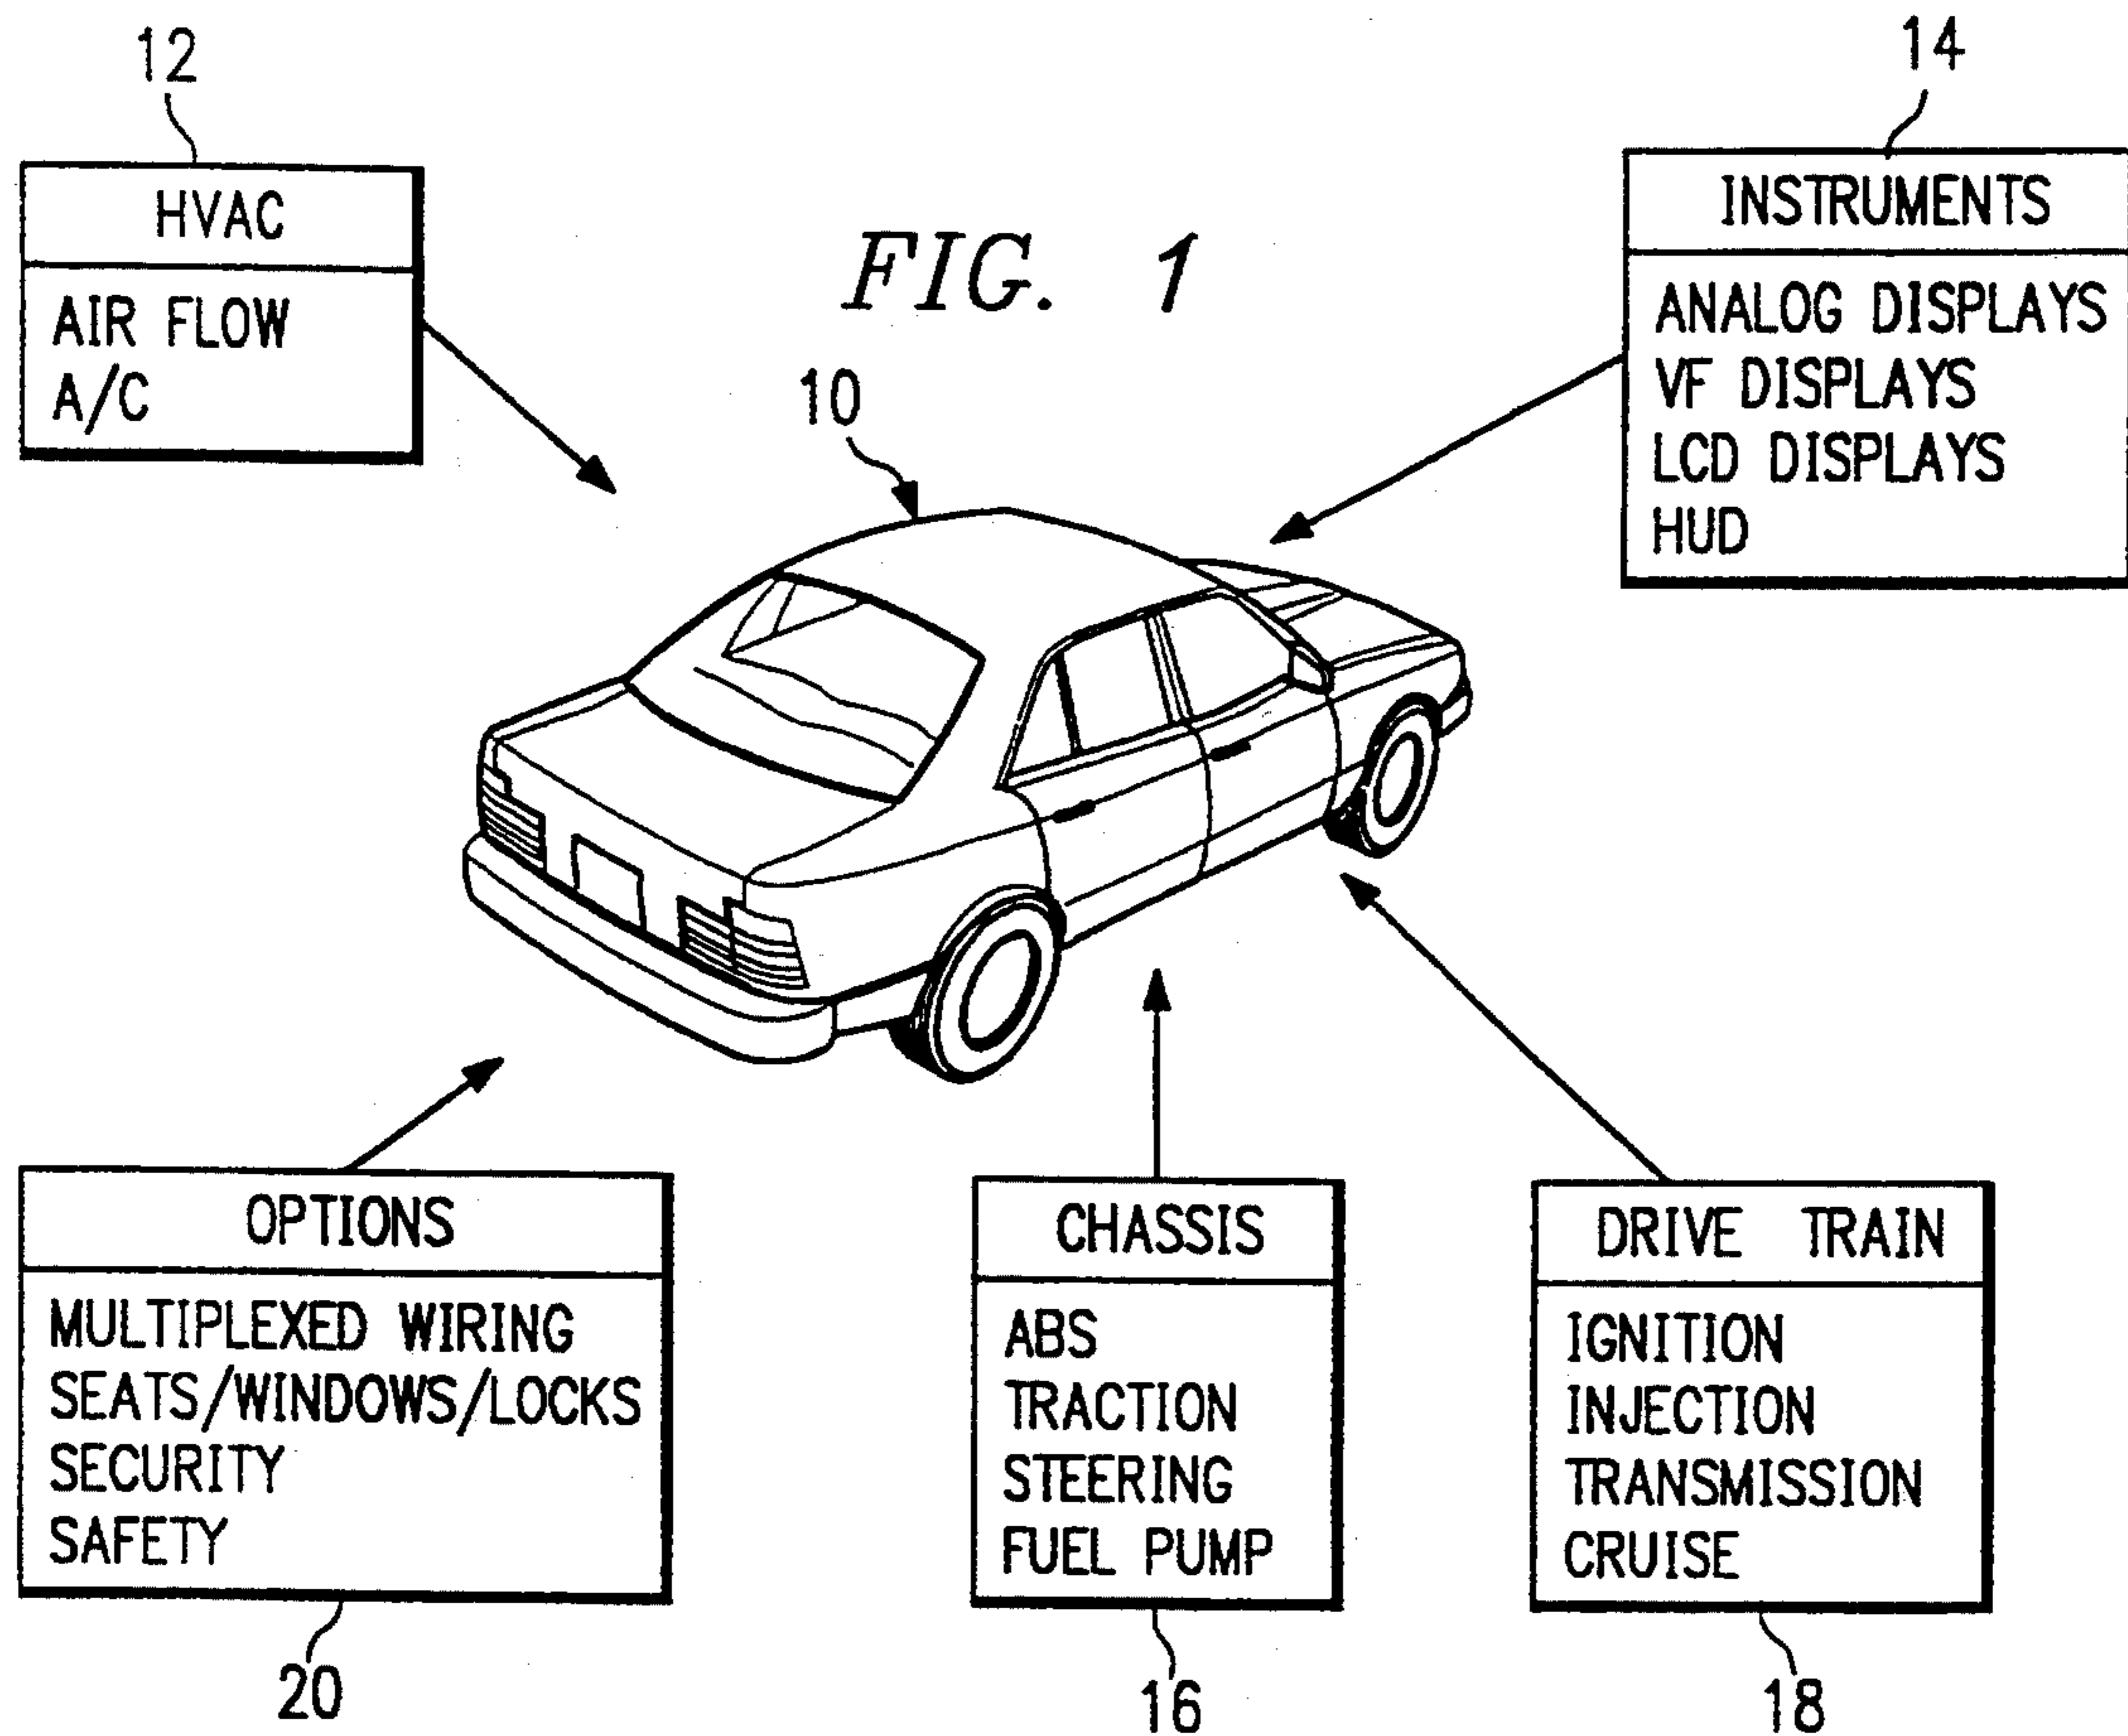 12
HVAC
AIR FLOW
A/C
FIG. 1
14
INSTRUMENTS
ANALOG DISPLAYS
VF DISPLAYS
LCD DISPLAYS
HUD
10
OPTIONS
MULTIPLEXED WIRING
SEATS/WINDOWS/LOCKS
SECURITY
SAFETY
20
CHASSIS
ABS
TRACTION
STEERING
FUEL PUMP
16
DRIVE TRAIN
IGNITION
INJECTION
TRANSMISSION
CRUISE
18